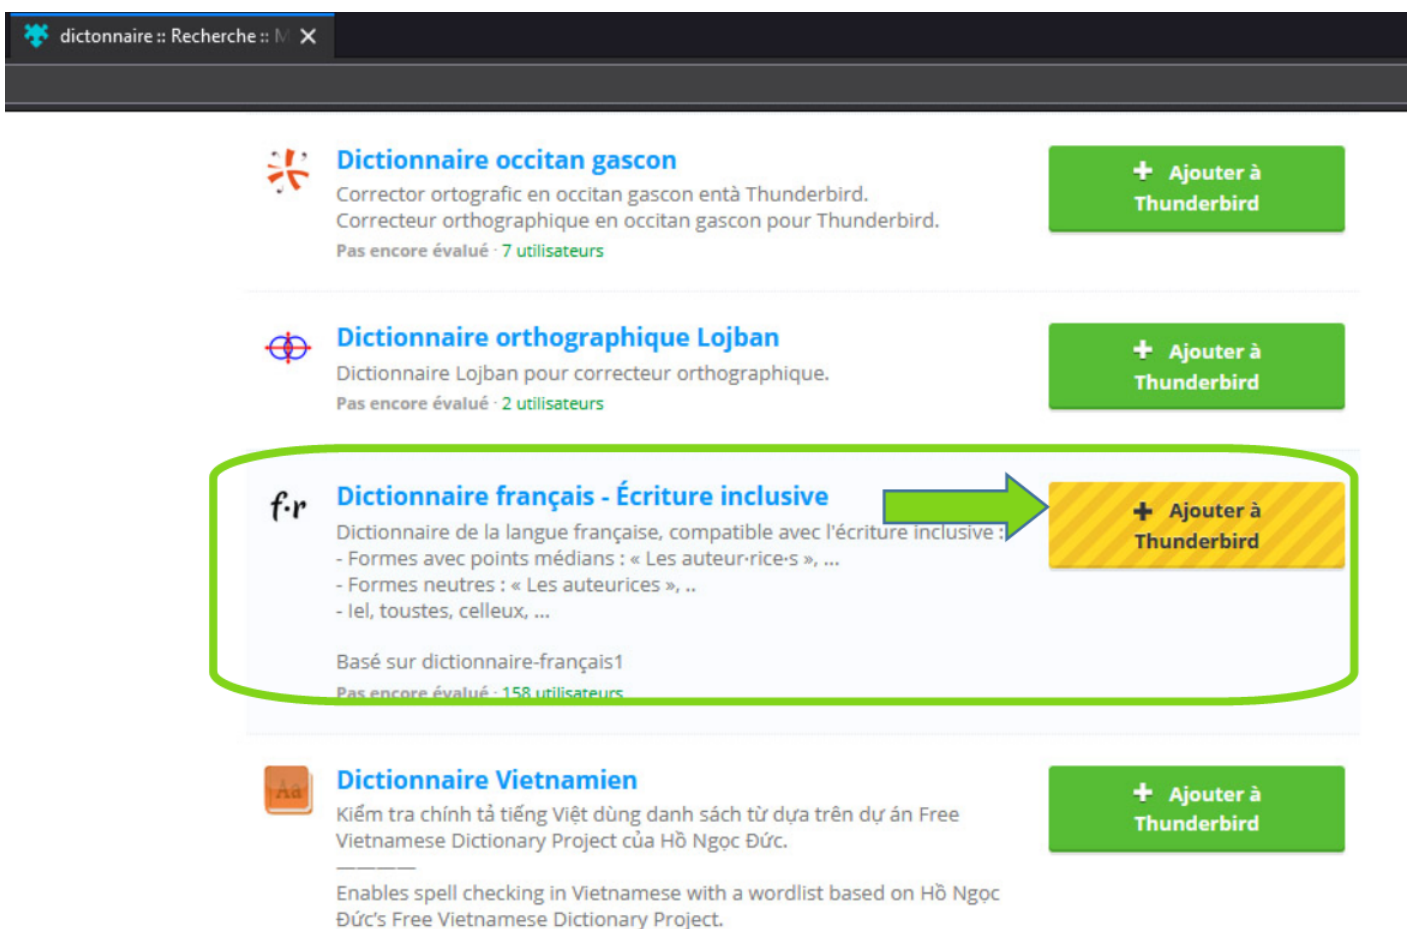 dictonnaire :: Recherche :: M
Dictionnaire occitan gascon
Corrector ortografic en occitan gascon entà Thunderbird.
Correcteur orthographique en occitan gascon pour Thunderbird.
Pas encore évalué · 7 utilisateurs
Ajouter à
Thunderbird
Dictionnaire orthographique Lojban
Dictionnaire Lojban pour correcteur orthographique.
Pas encore évalué · 2 utilisateurs
Ajouter à
Thunderbird
f·r
Dictionnaire français - Écriture inclusive
Dictionnaire de la langue française, compatible avec l'écriture inclusive :
- Formes avec points médians : « Les auteur·rice·s », ...
- Formes neutres : « Les auteurices », ..
- Iel, toustes, celleux, ...
Basé sur dictionnaire-français1
Pas encore évalué · 158 utilisateurs
Ajouter à
Thunderbird
Aa
Dictionnaire Vietnamien
Kiểm tra chính tả tiếng Việt dùng danh sách từ dựa trên dự án Free
Vietnamese Dictionary Project của Hồ Ngọc Đức.
————
Enables spell checking in Vietnamese with a wordlist based on Hồ Ngọc
Đức's Free Vietnamese Dictionary Project.
Ajouter à
Thunderbird